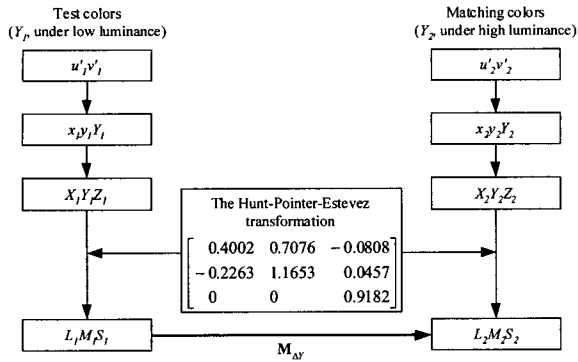 Test colors
(Y₁, under low luminance)
Matching colors
(Y₂, under high luminance)
u'₁v'₁
u'₂v'₂
x₁y₁Y₁
x₂y₂Y₂
X₁Y₁Z₁
X₂Y₂Z₂
The Hunt-Pointer-Estevez
transformation
0.4002 0.7076 − 0.0808
− 0.2263 1.1653 0.0457
0 0 0.9182
L₁M₁S₁
L₂M₂S₂
M_ΔY